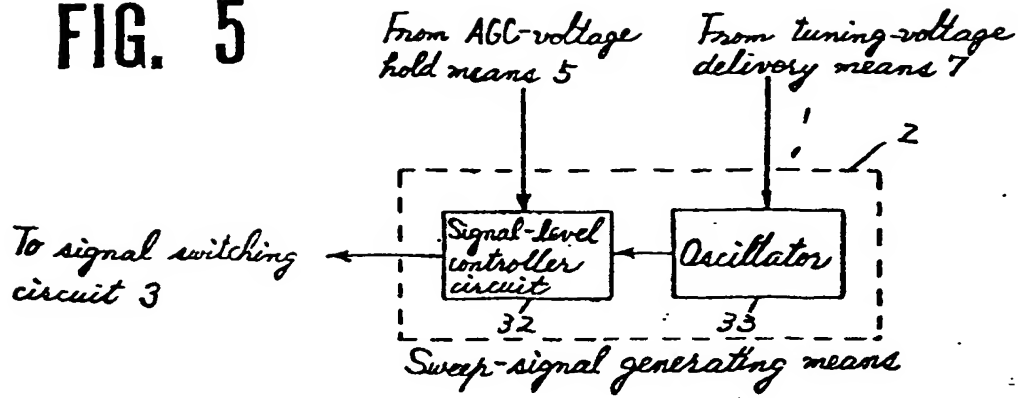 FIG. 5
From AGC-voltage
hold means 5
From tuning-voltage
delivery means 7
2
To signal switching
circuit 3
Signal-level
controller
circuit
Oscillator
32
33
Sweep-signal generating means